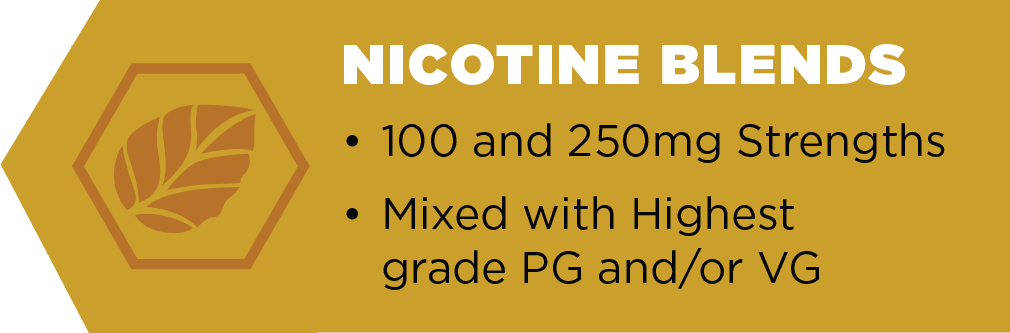 NICOTINE BLENDS
• 100 and 250mg Strengths
• Mixed with Highest
grade PG and/or VG